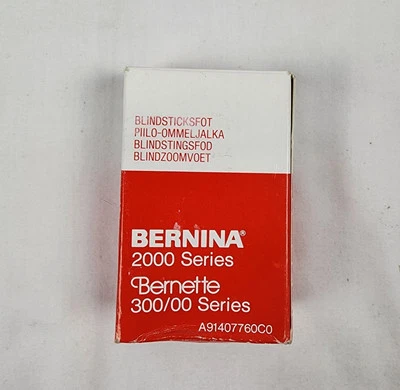 BLINDSTICKSFOT
PIILO-OMMELJALKA
BLINDSTINGSFOD
BLINDZOOMVOET
BERNINA®
2000 Series
Bernette
300/00 Series
A91407760C0